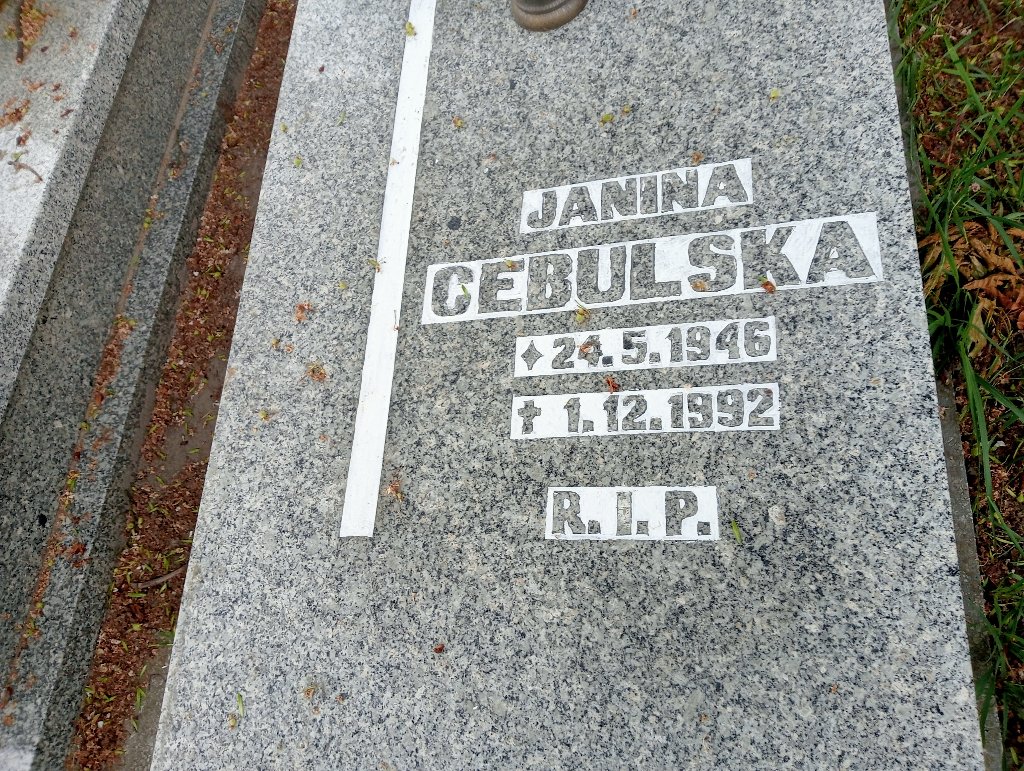 JANINA
CEBULSKA
✦ 24.5.1946
✝ 1.12.1992
R.I.P.